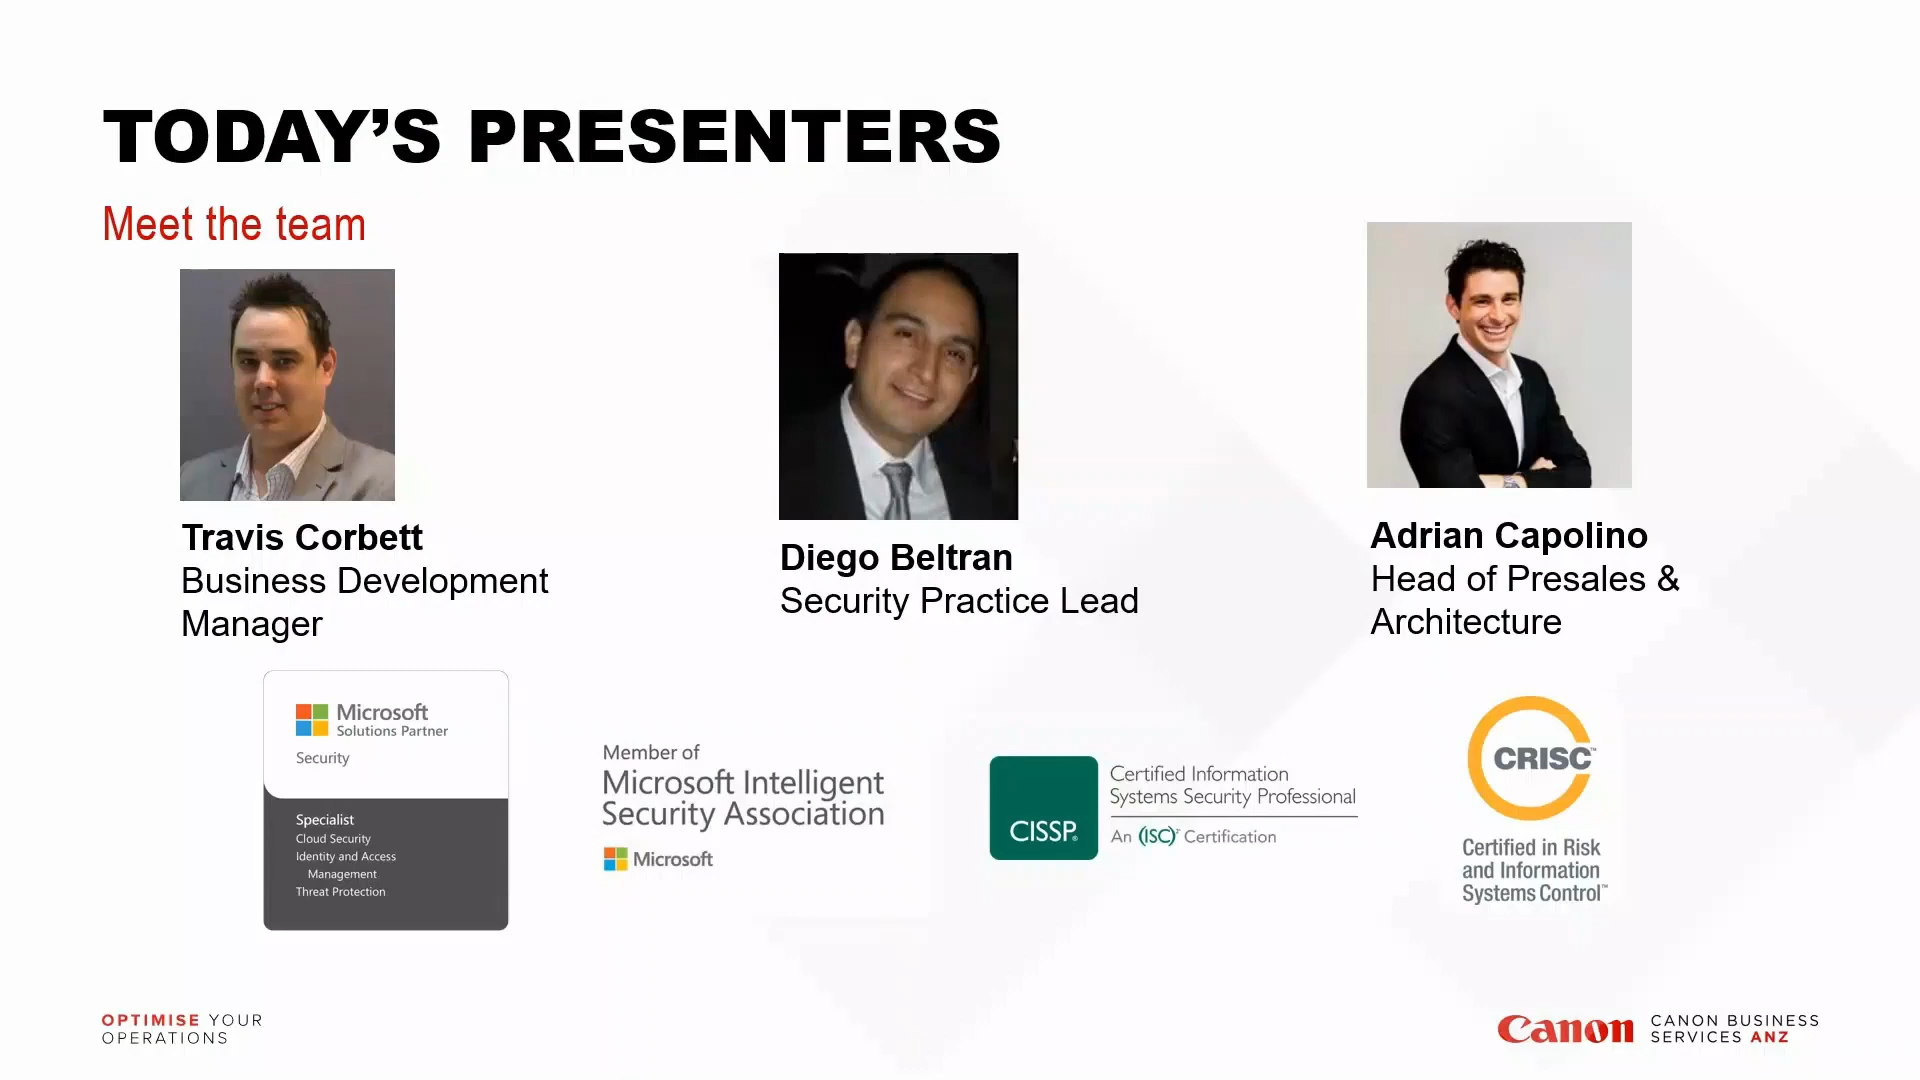 TODAY’S PRESENTERS
Meet the team
Travis Corbett
Business Development
Manager
Diego Beltran
Security Practice Lead
Adrian Capolino
Head of Presales &
Architecture
Microsoft
Solutions Partner
Security
Specialist
Cloud Security
Identity and Access
Management
Threat Protection
Member of
Microsoft Intelligent
Security Association
Microsoft
CISSP®
Certified Information
Systems Security Professional
An (ISC)² Certification
CRISC™
Certified in Risk
and Information
Systems Control™
OPTIMISE YOUR
OPERATIONS
Canon
CANON BUSINESS
SERVICES ANZ